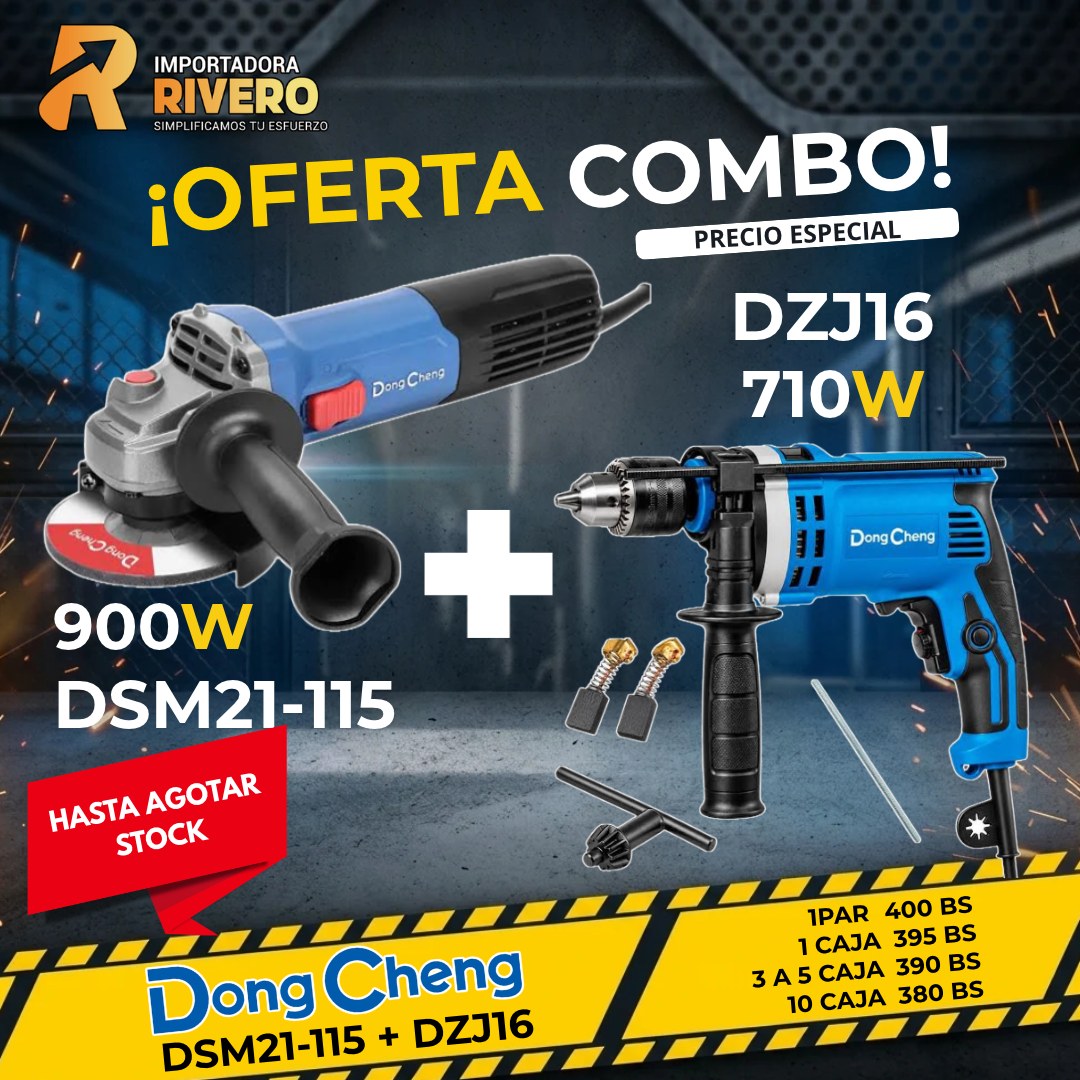 IMPORTADORA
RIVERO
SIMPLIFICAMOS TU ESFUERZO
¡OFERTA COMBO!
PRECIO ESPECIAL
DZJ16
710W
DongCheng
DongCheng
DongCheng
900W
DSM21-115
HASTA AGOTAR
STOCK
1PAR 400 BS
1 CAJA 395 BS
3 A 5 CAJA 390 BS
10 CAJA 380 BS
DongCheng
DSM21-115 + DZJ16